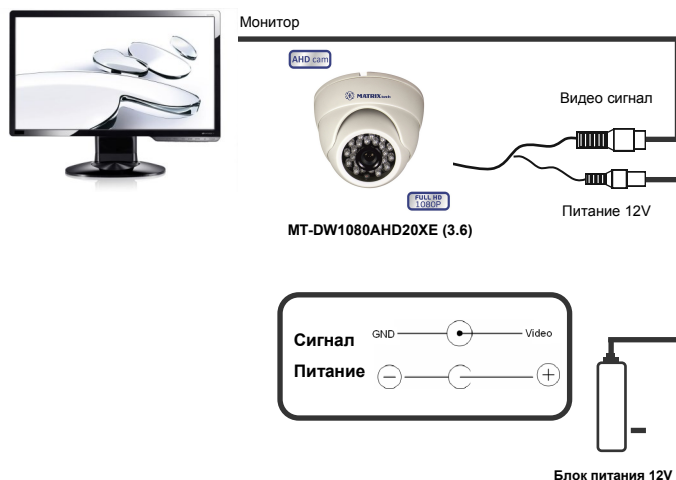 Монитор
AHD cam
MATRIXtech
Видео сигнал
FULL HD
1080P
Питание 12V
MT-DW1080AHD20XE (3.6)
Сигнал GND Video
Питание − +
Блок питания 12V